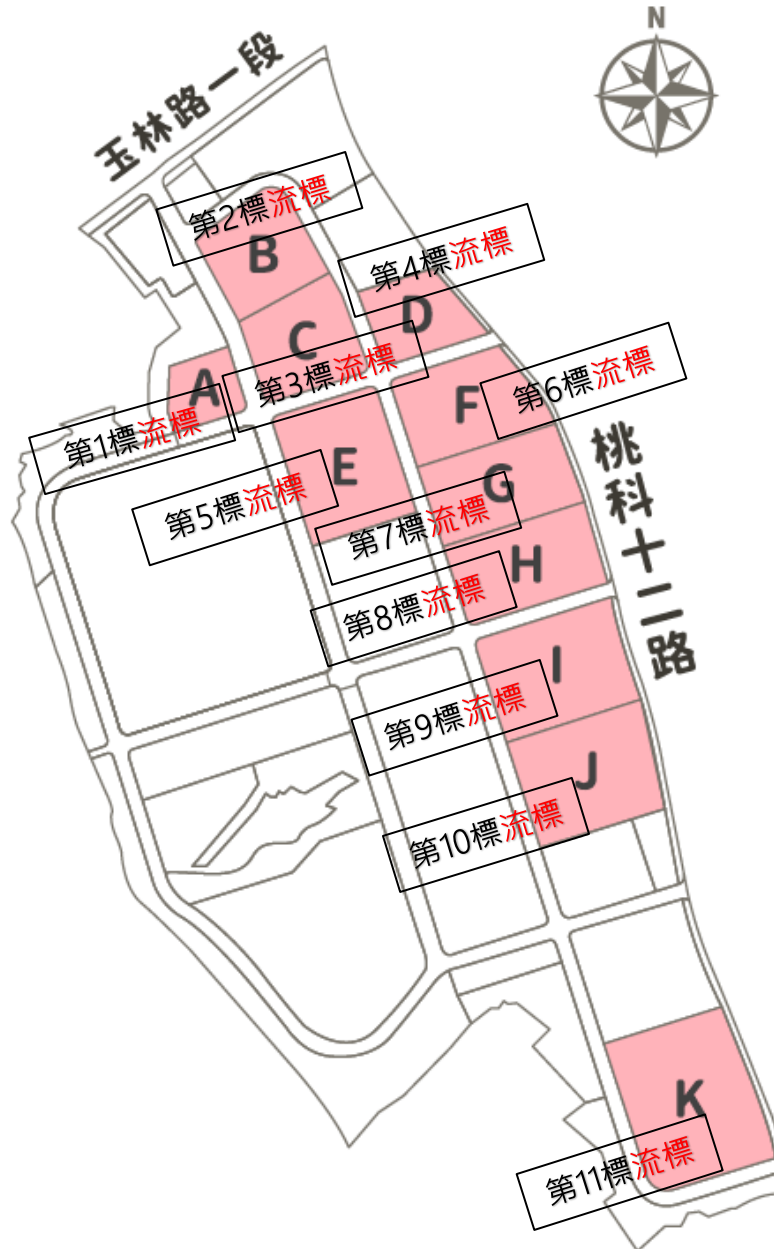 N
玉林路一段
第2標流標
B
第4標流標
D
C
第3標流標
A
第1標流標
F
第6標流標
E
第5標流標
G
第7標流標
桃科十二路
H
第8標流標
I
第9標流標
J
第10標流標
K
第11標流標